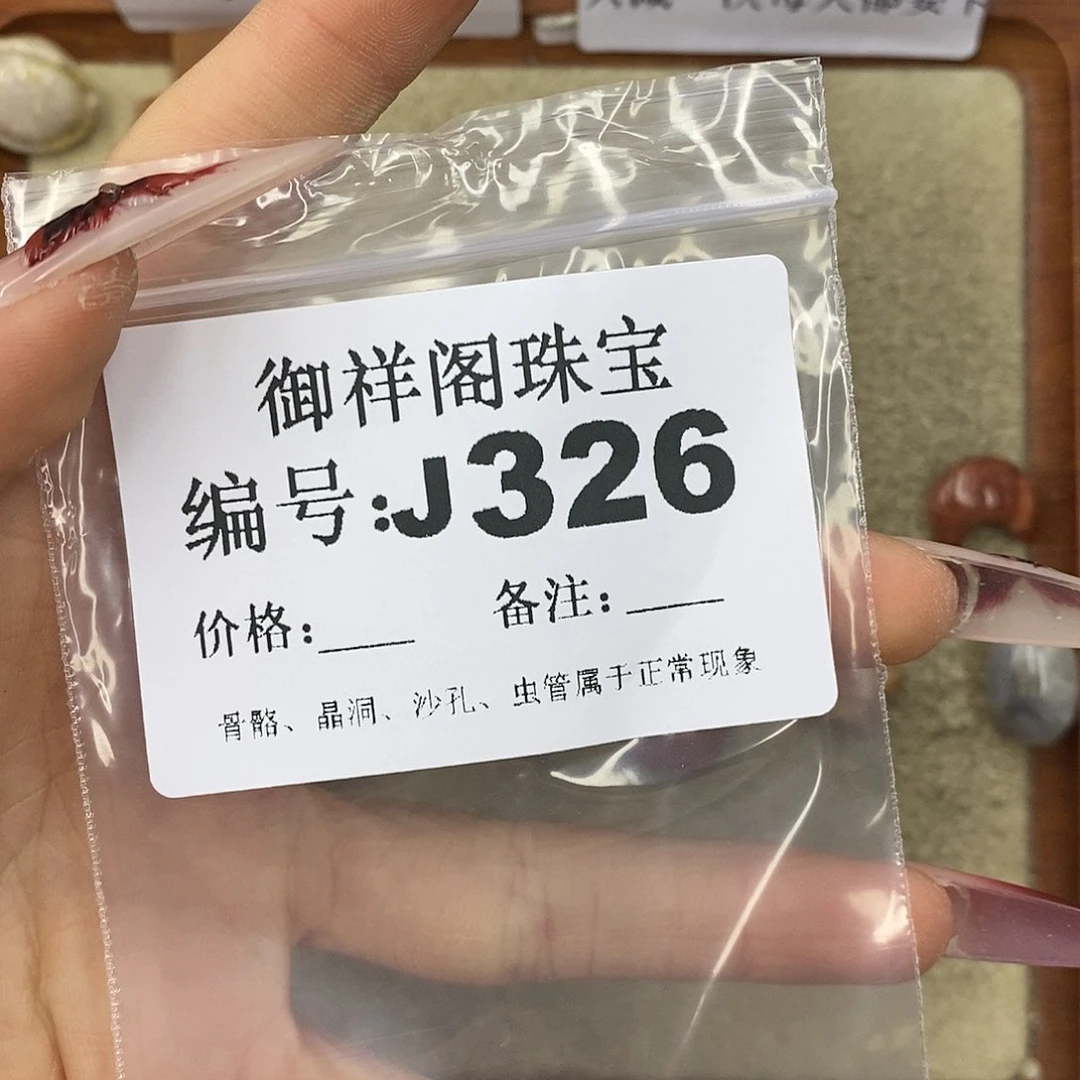 御祥阁珠宝
编号:J326
价格:____ 备注:____
骨骼、晶洞、沙孔、虫管属于正常现象